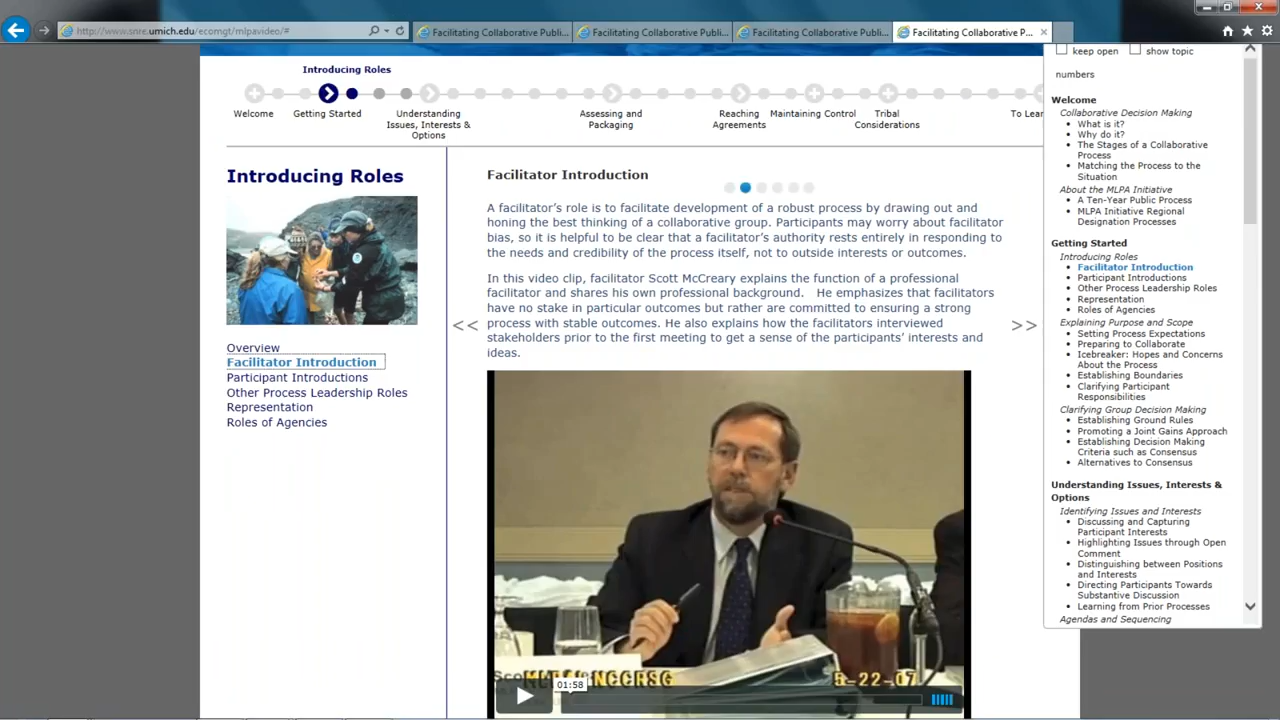 http://www.snre.umich.edu/ecomgt/mlpavideo/#
Facilitating Collaborative Publi...
Facilitating Collaborative Publi...
Facilitating Collaborative Publi...
Facilitating Collaborative P...
Introducing Roles
Welcome
Getting Started
Understanding
Issues, Interests &
Options
Assessing and
Packaging
Reaching
Agreements
Maintaining Control
Tribal
Considerations
Introducing Roles
Overview
Facilitator Introduction
Participant Introductions
Other Process Leadership Roles
Representation
Roles of Agencies
Facilitator Introduction
A facilitator’s role is to facilitate development of a robust process by drawing out and
honing the best thinking of a collaborative group. Participants may worry about facilitator
bias, so it is helpful to be clear that a facilitator’s authority rests entirely in responding to
the needs and credibility of the process itself, not to outside interests or outcomes.
In this video clip, facilitator Scott McCreary explains the function of a professional
facilitator and shares his own professional background. He emphasizes that facilitators
have no stake in particular outcomes but rather are committed to ensuring a strong
process with stable outcomes. He also explains how the facilitators interviewed
stakeholders prior to the first meeting to get a sense of the participants’ interests and
ideas.
<<
>>
01:58
5-22-07
keep open
show topic
numbers
Welcome
Collaborative Decision Making
What is it?
Why do it?
The Stages of a Collaborative
Process
Matching the Process to the
Situation
About the MLPA Initiative
A Ten-Year Public Process
MLPA Initiative Regional
Designation Processes
Getting Started
Introducing Roles
Facilitator Introduction
Participant Introductions
Other Process Leadership Roles
Representation
Roles of Agencies
Explaining Purpose and Scope
Setting Process Expectations
Preparing to Collaborate
Icebreaker: Hopes and Concerns
About the Process
Establishing Boundaries
Clarifying Participant
Responsibilities
Clarifying Group Decision Making
Establishing Ground Rules
Promoting a Joint Gains Approach
Establishing Decision Making
Criteria such as Consensus
Alternatives to Consensus
Understanding Issues, Interests &
Options
Identifying Issues and Interests
Discussing and Capturing
Participant Interests
Highlighting Issues through Open
Comment
Distinguishing between Positions
and Interests
Directing Participants Towards
Substantive Discussion
Learning from Prior Processes
Agendas and Sequencing